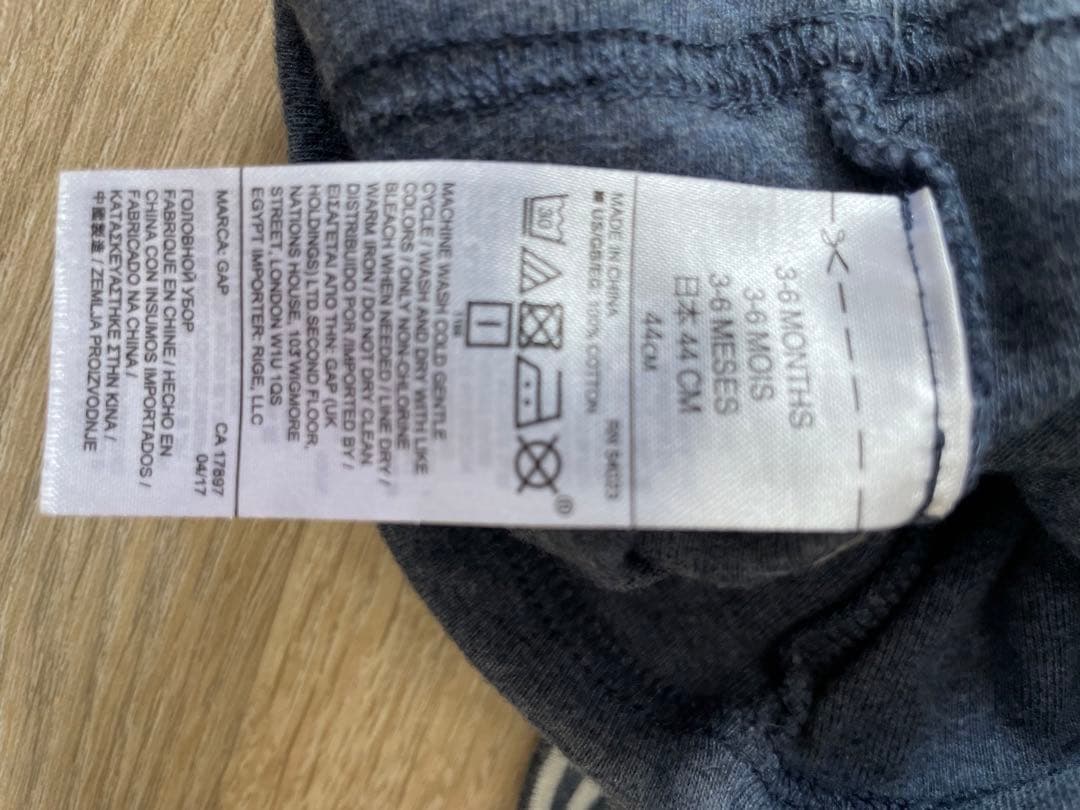 3-6 MONTHS
3-6 MOIS
3-6 MESES
日本 44 CM
44CM
MADE IN CHINA
US/GB/EG: 100% COTTON
30
1188
I
MACHINE WASH COLD GENTLE
CYCLE / WASH AND DRY WITH LIKE
COLORS / ONLY NON-CHLORINE
BLEACH WHEN NEEDED / LINE DRY /
WARM IRON / DO NOT DRY CLEAN
DISTRIBUIDO POR /IMPORTED BY /
ΕΙΣΑΓΕΤΑΙ ΑΠΟ ΤΗΝ: GAP (UK
HOLDINGS) LTD.SECOND FLOOR,
NATIONS HOUSE, 103 WIGMORE
STREET, LONDON W1U 1QS
EGYPT IMPORTER: RIGE, LLC
MARCA: GAP
CA 17897
04/17
ГОЛОВНОЙ УБОР
FABRIQUE EN CHINE / HECHO EN
CHINA CON INSUMOS IMPORTADOS /
FABRICADO NA CHINA /
ΚΑΤΑΣΚΕΥΑΣΤΗΚΕ ΣΤΗΝ ΚΙΝΑ /
中國製造 / ZEMLJA PROIZVODNJE